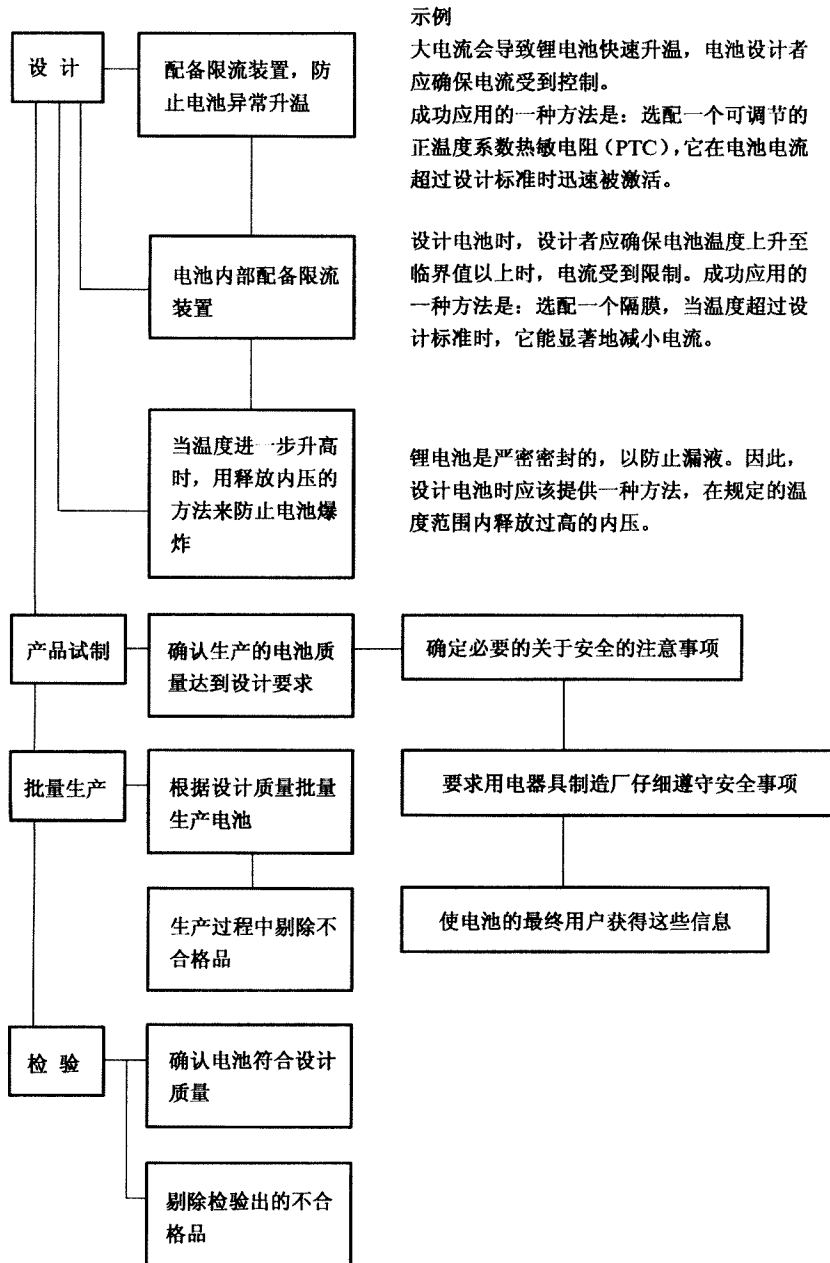 示例
设 计
配备限流装置，防
止电池异常升温
大电流会导致锂电池快速升温，电池设计者
应确保电流受到控制。
成功应用的一种方法是：选配一个可调节的
正温度系数热敏电阻（PTC），它在电池电流
超过设计标准时迅速被激活。
电池内部配备限流
装置
设计电池时，设计者应确保电池温度上升至
临界值以上时，电流受到限制。成功应用的
一种方法是：选配一个隔膜，当温度超过设
计标准时，它能显著地减小电流。
当温度进一步升高
时，用释放内压的
方法来防止电池爆
炸
锂电池是严密密封的，以防止漏液。因此，
设计电池时应该提供一种方法，在规定的温
度范围内释放过高的内压。
产品试制
确认生产的电池质
量达到设计要求
确定必要的关于安全的注意事项
批量生产
根据设计质量批量
生产电池
要求用电器具制造厂仔细遵守安全事项
生产过程中剔除不
合格品
使电池的最终用户获得这些信息
检 验
确认电池符合设计
质量
剔除检验出的不合
格品